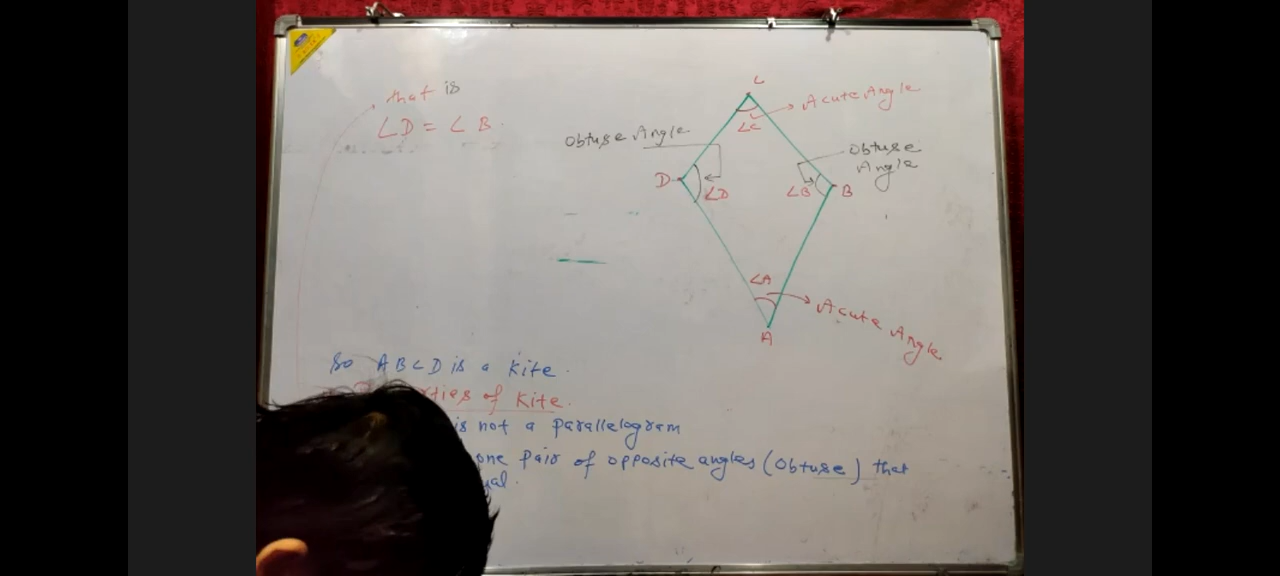 that is
∠D = ∠B.
C
Acute Angle
∠C
Obtuse Angle
Obtuse
Angle
D
∠D
∠B
B
∠A
Acute Angle
A
So ABCD is a kite.
of kite.
is not a parallelogram
one pair of opposite angles (Obtuse) that